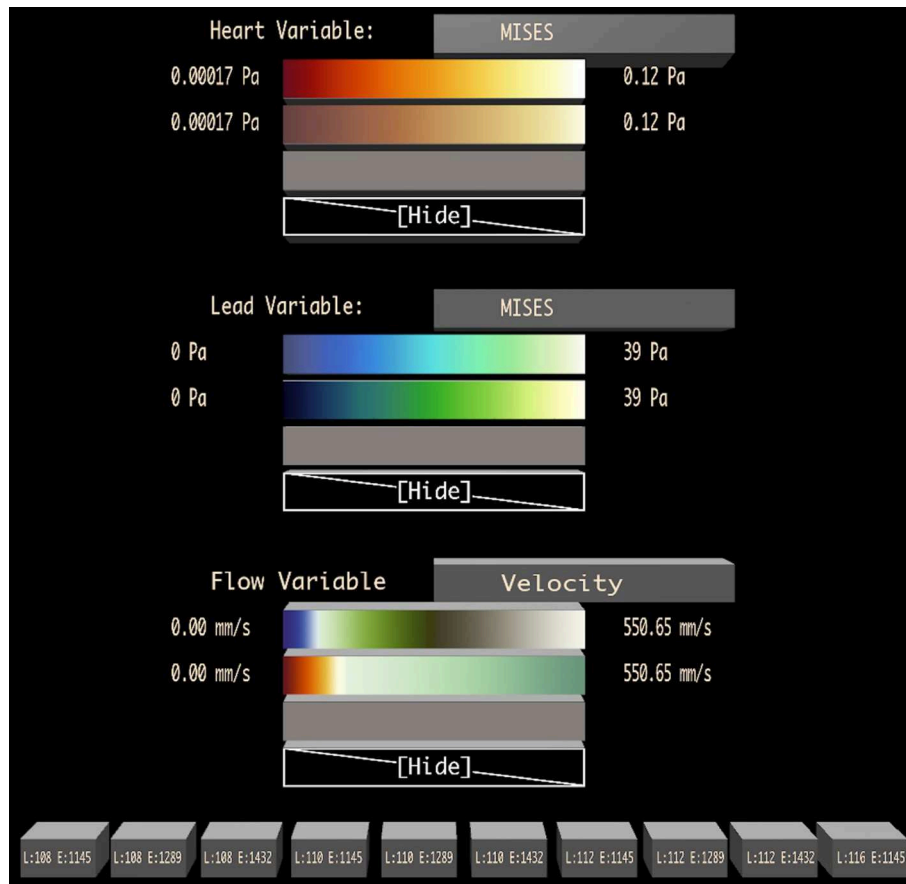 Heart Variable: MISES
0.00017 Pa 0.12 Pa
0.00017 Pa 0.12 Pa
[Hide]
Lead Variable: MISES
0 Pa 39 Pa
0 Pa 39 Pa
[Hide]
Flow Variable Velocity
0.00 mm/s 550.65 mm/s
0.00 mm/s 550.65 mm/s
[Hide]
L:108 E:1145 L:108 E:1289 L:108 E:1432 L:110 E:1145 L:110 E:1289 L:110 E:1432 L:112 E:1145 L:112 E:1289 L:112 E:1432 L:116 E:1145